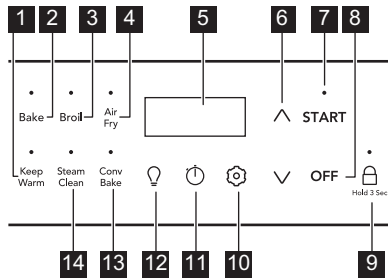 1 2 3 4 5 6 7 8
Bake Broil Air Fry START
Keep Warm Steam Clean Conv Bake OFF Hold 3 Sec
14 13 12 11 10 9